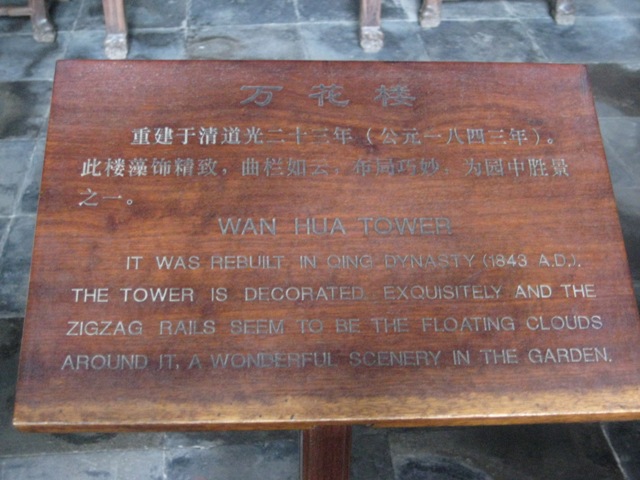 万花楼
重建于清道光二十三年（公元一八四三年）。
此楼藻饰精致，曲栏如云，布局巧妙，为园中胜景
之一。
WAN HUA TOWER
IT WAS REBUILT IN QING DYNASTY (1843 A.D.).
THE TOWER IS DECORATED EXQUISITELY AND THE
ZIGZAG RAILS SEEM TO BE THE FLOATING CLOUDS
AROUND IT, A WONDERFUL SCENERY IN THE GARDEN.